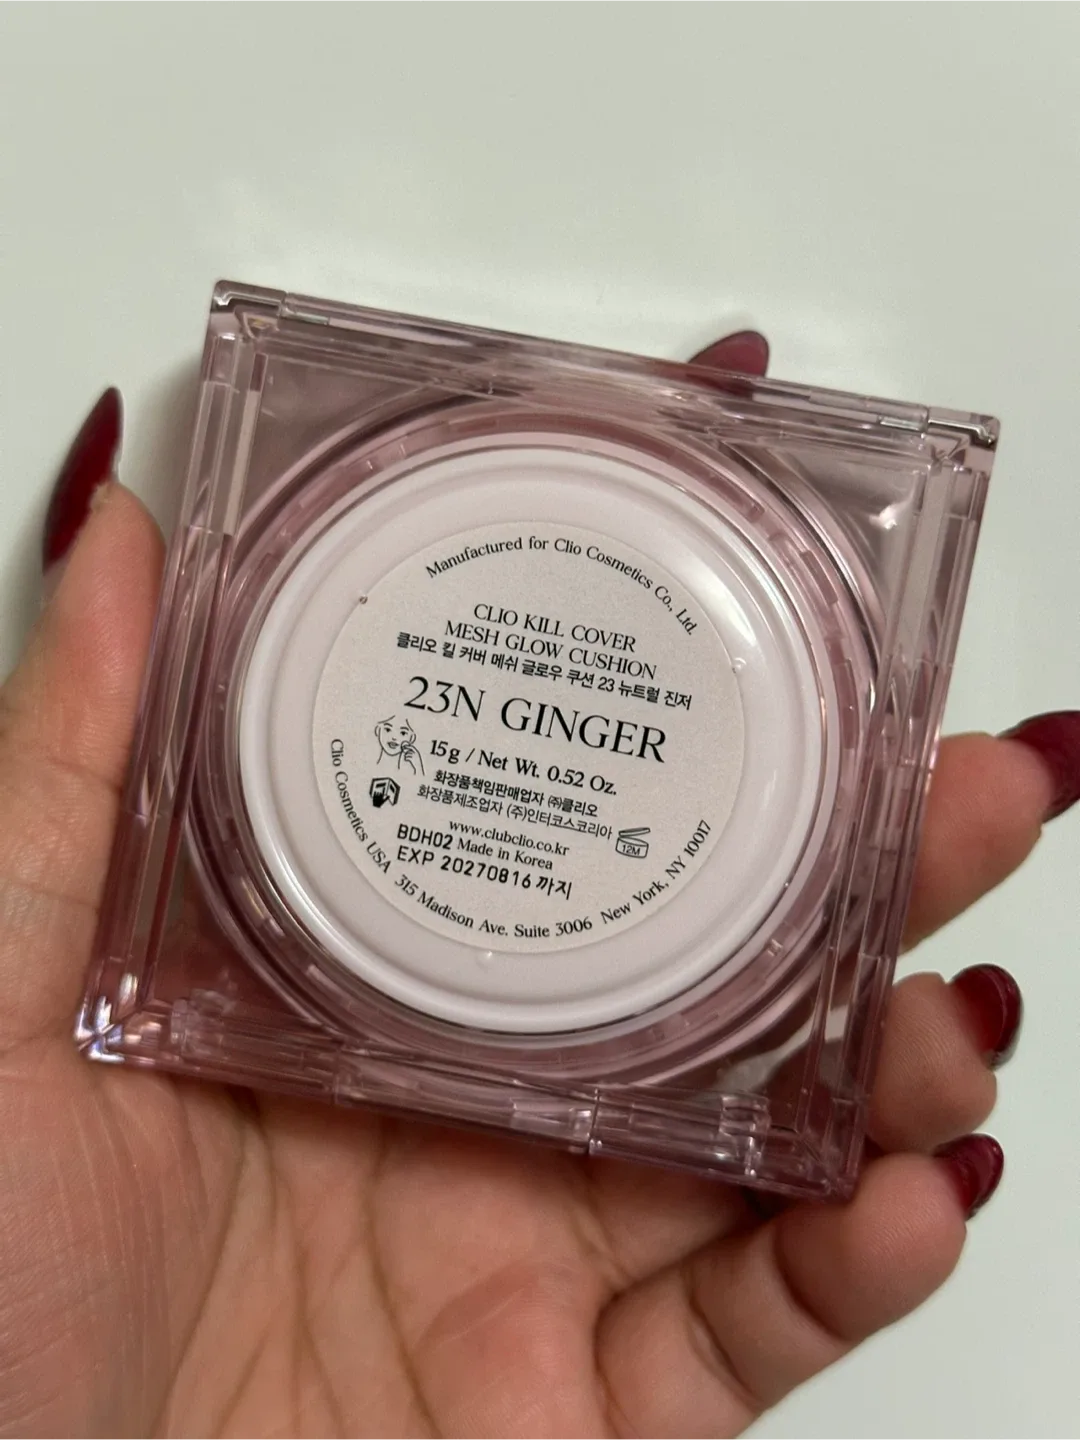 Manufactured for Clio Cosmetics Co., Ltd.
CLIO KILL COVER
MESH GLOW CUSHION
클리오 킬 커버 메쉬 글로우 쿠션 23 뉴트럴 진저
23N GINGER
15g / Net Wt. 0.52 Oz.
화장품책임판매업자 ㈜클리오
화장품제조업자 (주)인터코스코리아
12M
www.clubclio.co.kr
BDH02 Made in Korea
EXP 20270816 까지
Clio Cosmetics USA 315 Madison Ave. Suite 3006 New York, NY 10017